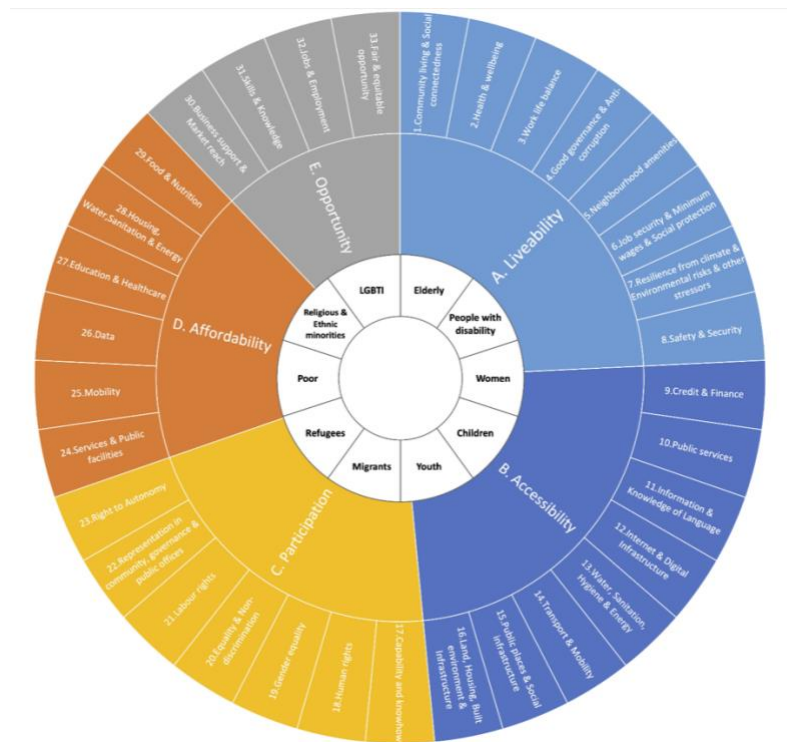 1.Community living & Social
connectedness
2.Health & wellbeing
3.Work life balance
4.Good governance & Anti-
corruption
5.Neighbourhood amenities
6.Job security & Minimum
wages & Social protection
7.Resilience from climate &
Environmental risks & other
stressors
8.Safety & Security
9.Credit & Finance
10.Public services
11.Information &
Knowledge of Language
12.Internet & Digital
Infrastructure
13.Water, Sanitation,
Hygiene & Energy
14.Transport & Mobility
15.Public places & Social
infrastructure
16.Land, Housing, Built
environment &
Infrastructure
17.Capability and knowhow
18.Human rights
19.Gender equality
20.Equality & Non-
discrimination
21.Labour rights
22.Representation in
community, governance &
public offices
23.Right to Autonomy
24.Services & Public
facilities
25.Mobility
26.Data
27.Education & Healthcare
28.Housing,
Water,Sanitation & Energy
29.Food & Nutrition
30.Business support &
Market reach
31.Skills & Knowledge
32.Jobs & Employment
33.Fair & equitable
opportunity
A. Liveability
B. Accessibility
C. Participation
D. Affordability
E. Opportunity
Elderly
People with
disability
Women
Children
Youth
Migrants
Refugees
Poor
Religious &
Ethnic
minorities
LGBTI